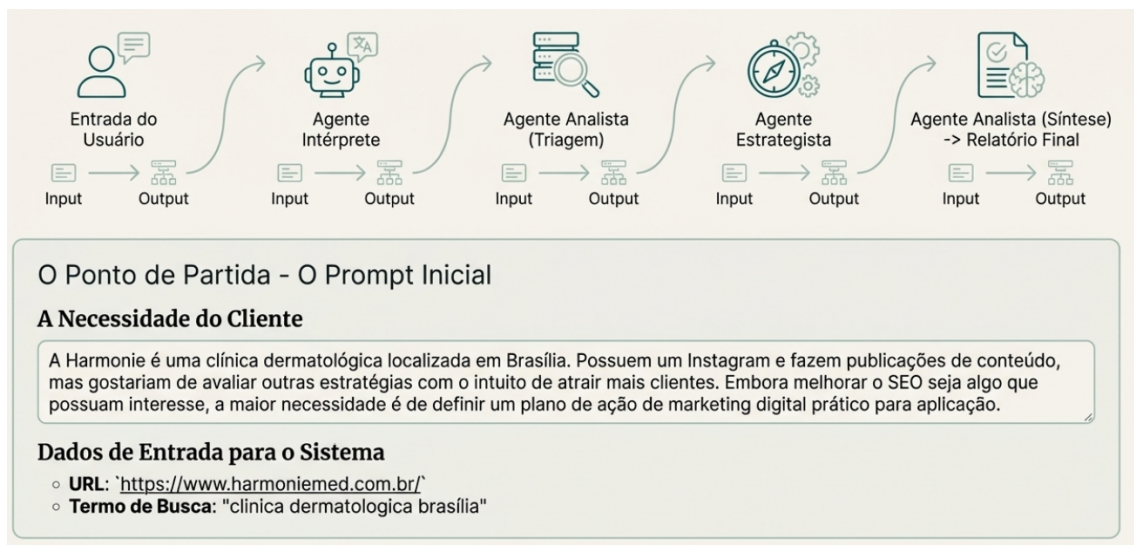 Entrada do
Usuário
Input
Output
Agente
Intérprete
Input
Output
Agente Analista
(Triagem)
Input
Output
Agente
Estrategista
Input
Output
Agente Analista (Síntese)
-> Relatório Final
Input
Output
O Ponto de Partida - O Prompt Inicial
A Necessidade do Cliente
A Harmonie é uma clínica dermatológica localizada em Brasília. Possuem um Instagram e fazem publicações de conteúdo,
mas gostariam de avaliar outras estratégias com o intuito de atrair mais clientes. Embora melhorar o SEO seja algo que
possuam interesse, a maior necessidade é de definir um plano de ação de marketing digital prático para aplicação.
Dados de Entrada para o Sistema
◦ URL: `https://www.harmoniemed.com.br/`
◦ Termo de Busca: "clinica dermatologica brasília"